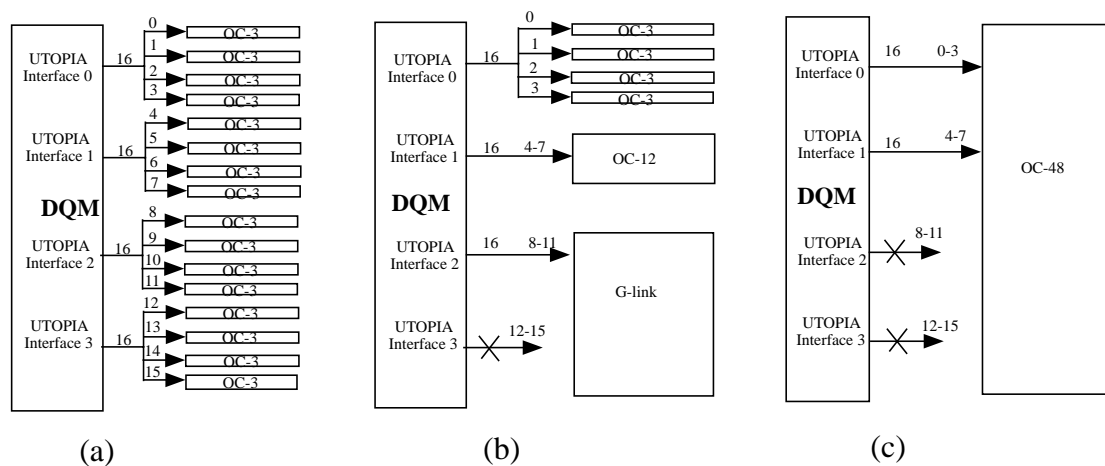 UTOPIA
Interface 0
16
0
OC-3
1
OC-3
2
OC-3
3
OC-3
UTOPIA
Interface 1
16
4
OC-3
5
OC-3
6
OC-3
7
OC-3
DQM
UTOPIA
Interface 2
16
8
OC-3
9
OC-3
10
OC-3
11
OC-3
UTOPIA
Interface 3
16
12
OC-3
13
OC-3
14
OC-3
15
OC-3
(a)
UTOPIA
Interface 0
16
0
OC-3
1
OC-3
2
OC-3
3
OC-3
UTOPIA
Interface 1
16
4-7
OC-12
DQM
UTOPIA
Interface 2
16
8-11
G-link
UTOPIA
Interface 3
12-15
(b)
UTOPIA
Interface 0
16
0-3
UTOPIA
Interface 1
16
4-7
OC-48
DQM
UTOPIA
Interface 2
8-11
UTOPIA
Interface 3
12-15
(c)